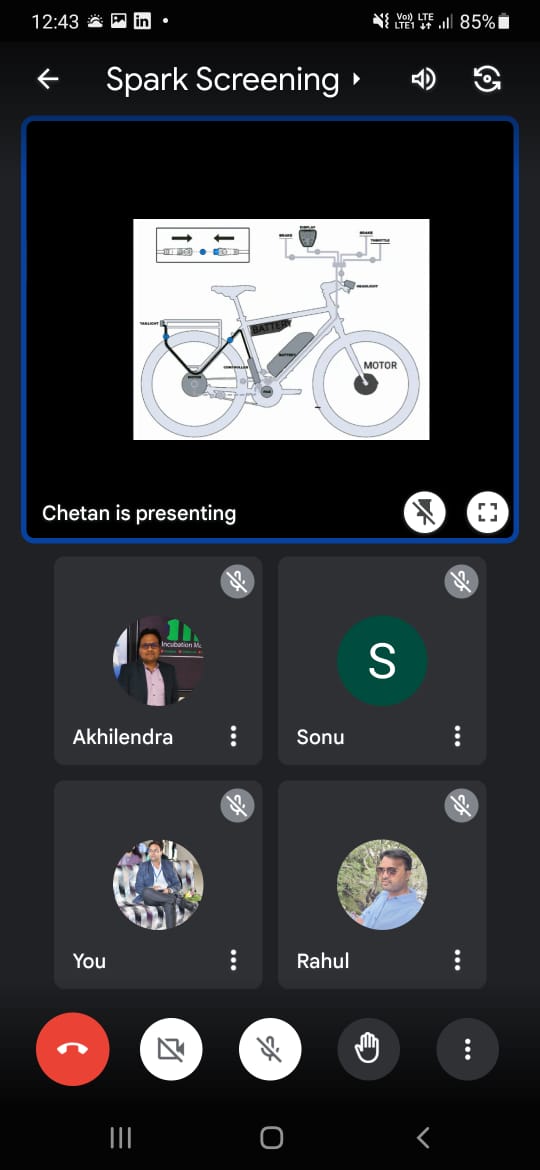 12:43
Vo) LTE
LTE1
85%
Spark Screening
DISPLAY
BRAKE
BRAKE
THROTTLE
HEADLIGHT
TAILLIGHT
BATTERY
BATTERY
CONTROLLER
MOTOR
Chetan is presenting
Incubation Ma
Akhilendra
S
Sonu
You
Rahul